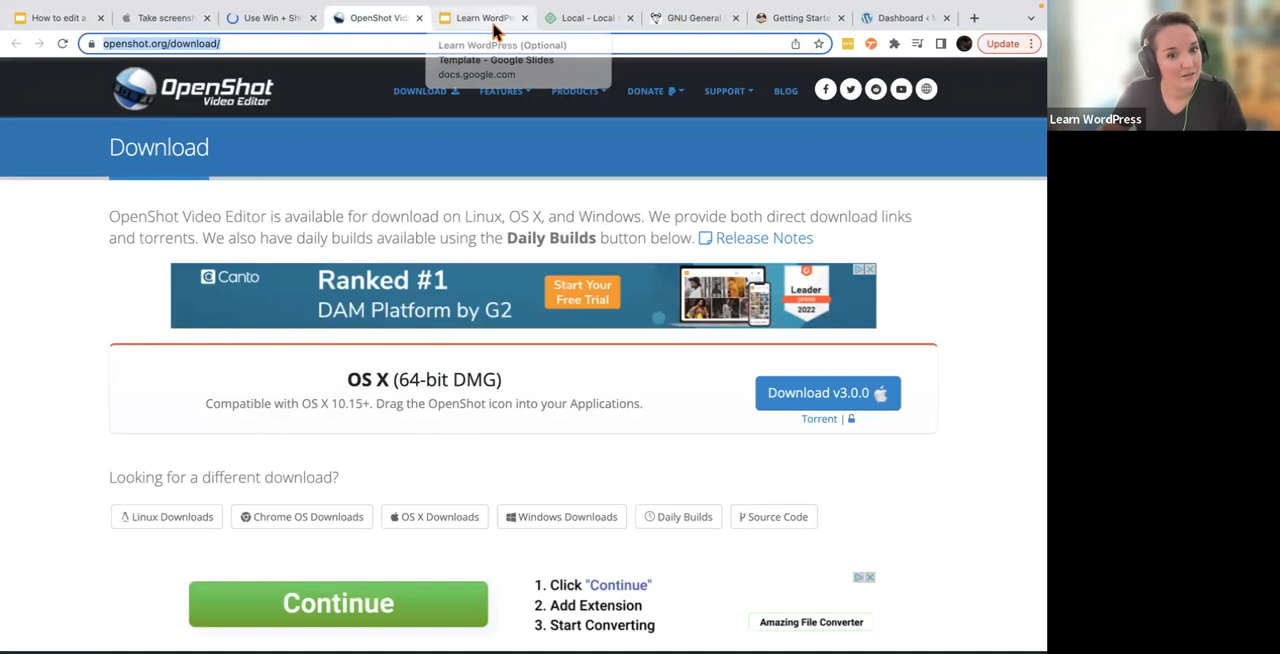 How to edit a
Take screensh
Use Win + Sh
OpenShot Vid
Learn WordPr
Local - Local
GNU General
Getting Starte
Dashboard ‹ M
openshot.org/download/
Update
Learn WordPress (Optional)
Template - Google Slides
docs.google.com
OpenShot
Video Editor
DOWNLOAD
FEATURES
PRODUCTS
DONATE
SUPPORT
BLOG
Learn WordPress
Download
OpenShot Video Editor is available for download on Linux, OS X, and Windows. We provide both direct download links
and torrents. We also have daily builds available using the Daily Builds button below. Release Notes
Canto
Ranked #1
DAM Platform by G2
Start Your
Free Trial
Leader
SPRING
2022
OS X (64-bit DMG)
Compatible with OS X 10.15+. Drag the OpenShot icon into your Applications.
Download v3.0.0
Torrent |
Looking for a different download?
Linux Downloads
Chrome OS Downloads
OS X Downloads
Windows Downloads
Daily Builds
Source Code
Continue
1. Click "Continue"
2. Add Extension
3. Start Converting
Amazing File Converter